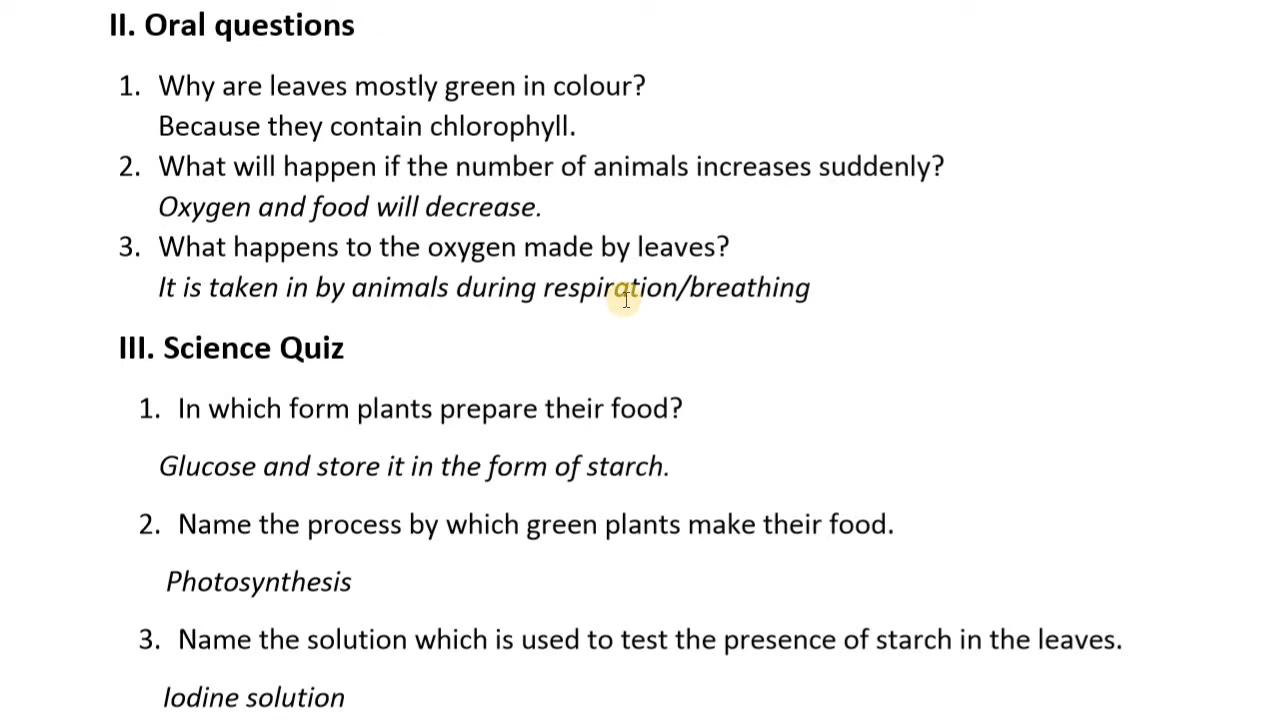 II. Oral questions
1. Why are leaves mostly green in colour?
Because they contain chlorophyll.
2. What will happen if the number of animals increases suddenly?
Oxygen and food will decrease.
3. What happens to the oxygen made by leaves?
It is taken in by animals during respiration/breathing
III. Science Quiz
1. In which form plants prepare their food?
Glucose and store it in the form of starch.
2. Name the process by which green plants make their food.
Photosynthesis
3. Name the solution which is used to test the presence of starch in the leaves.
Iodine solution